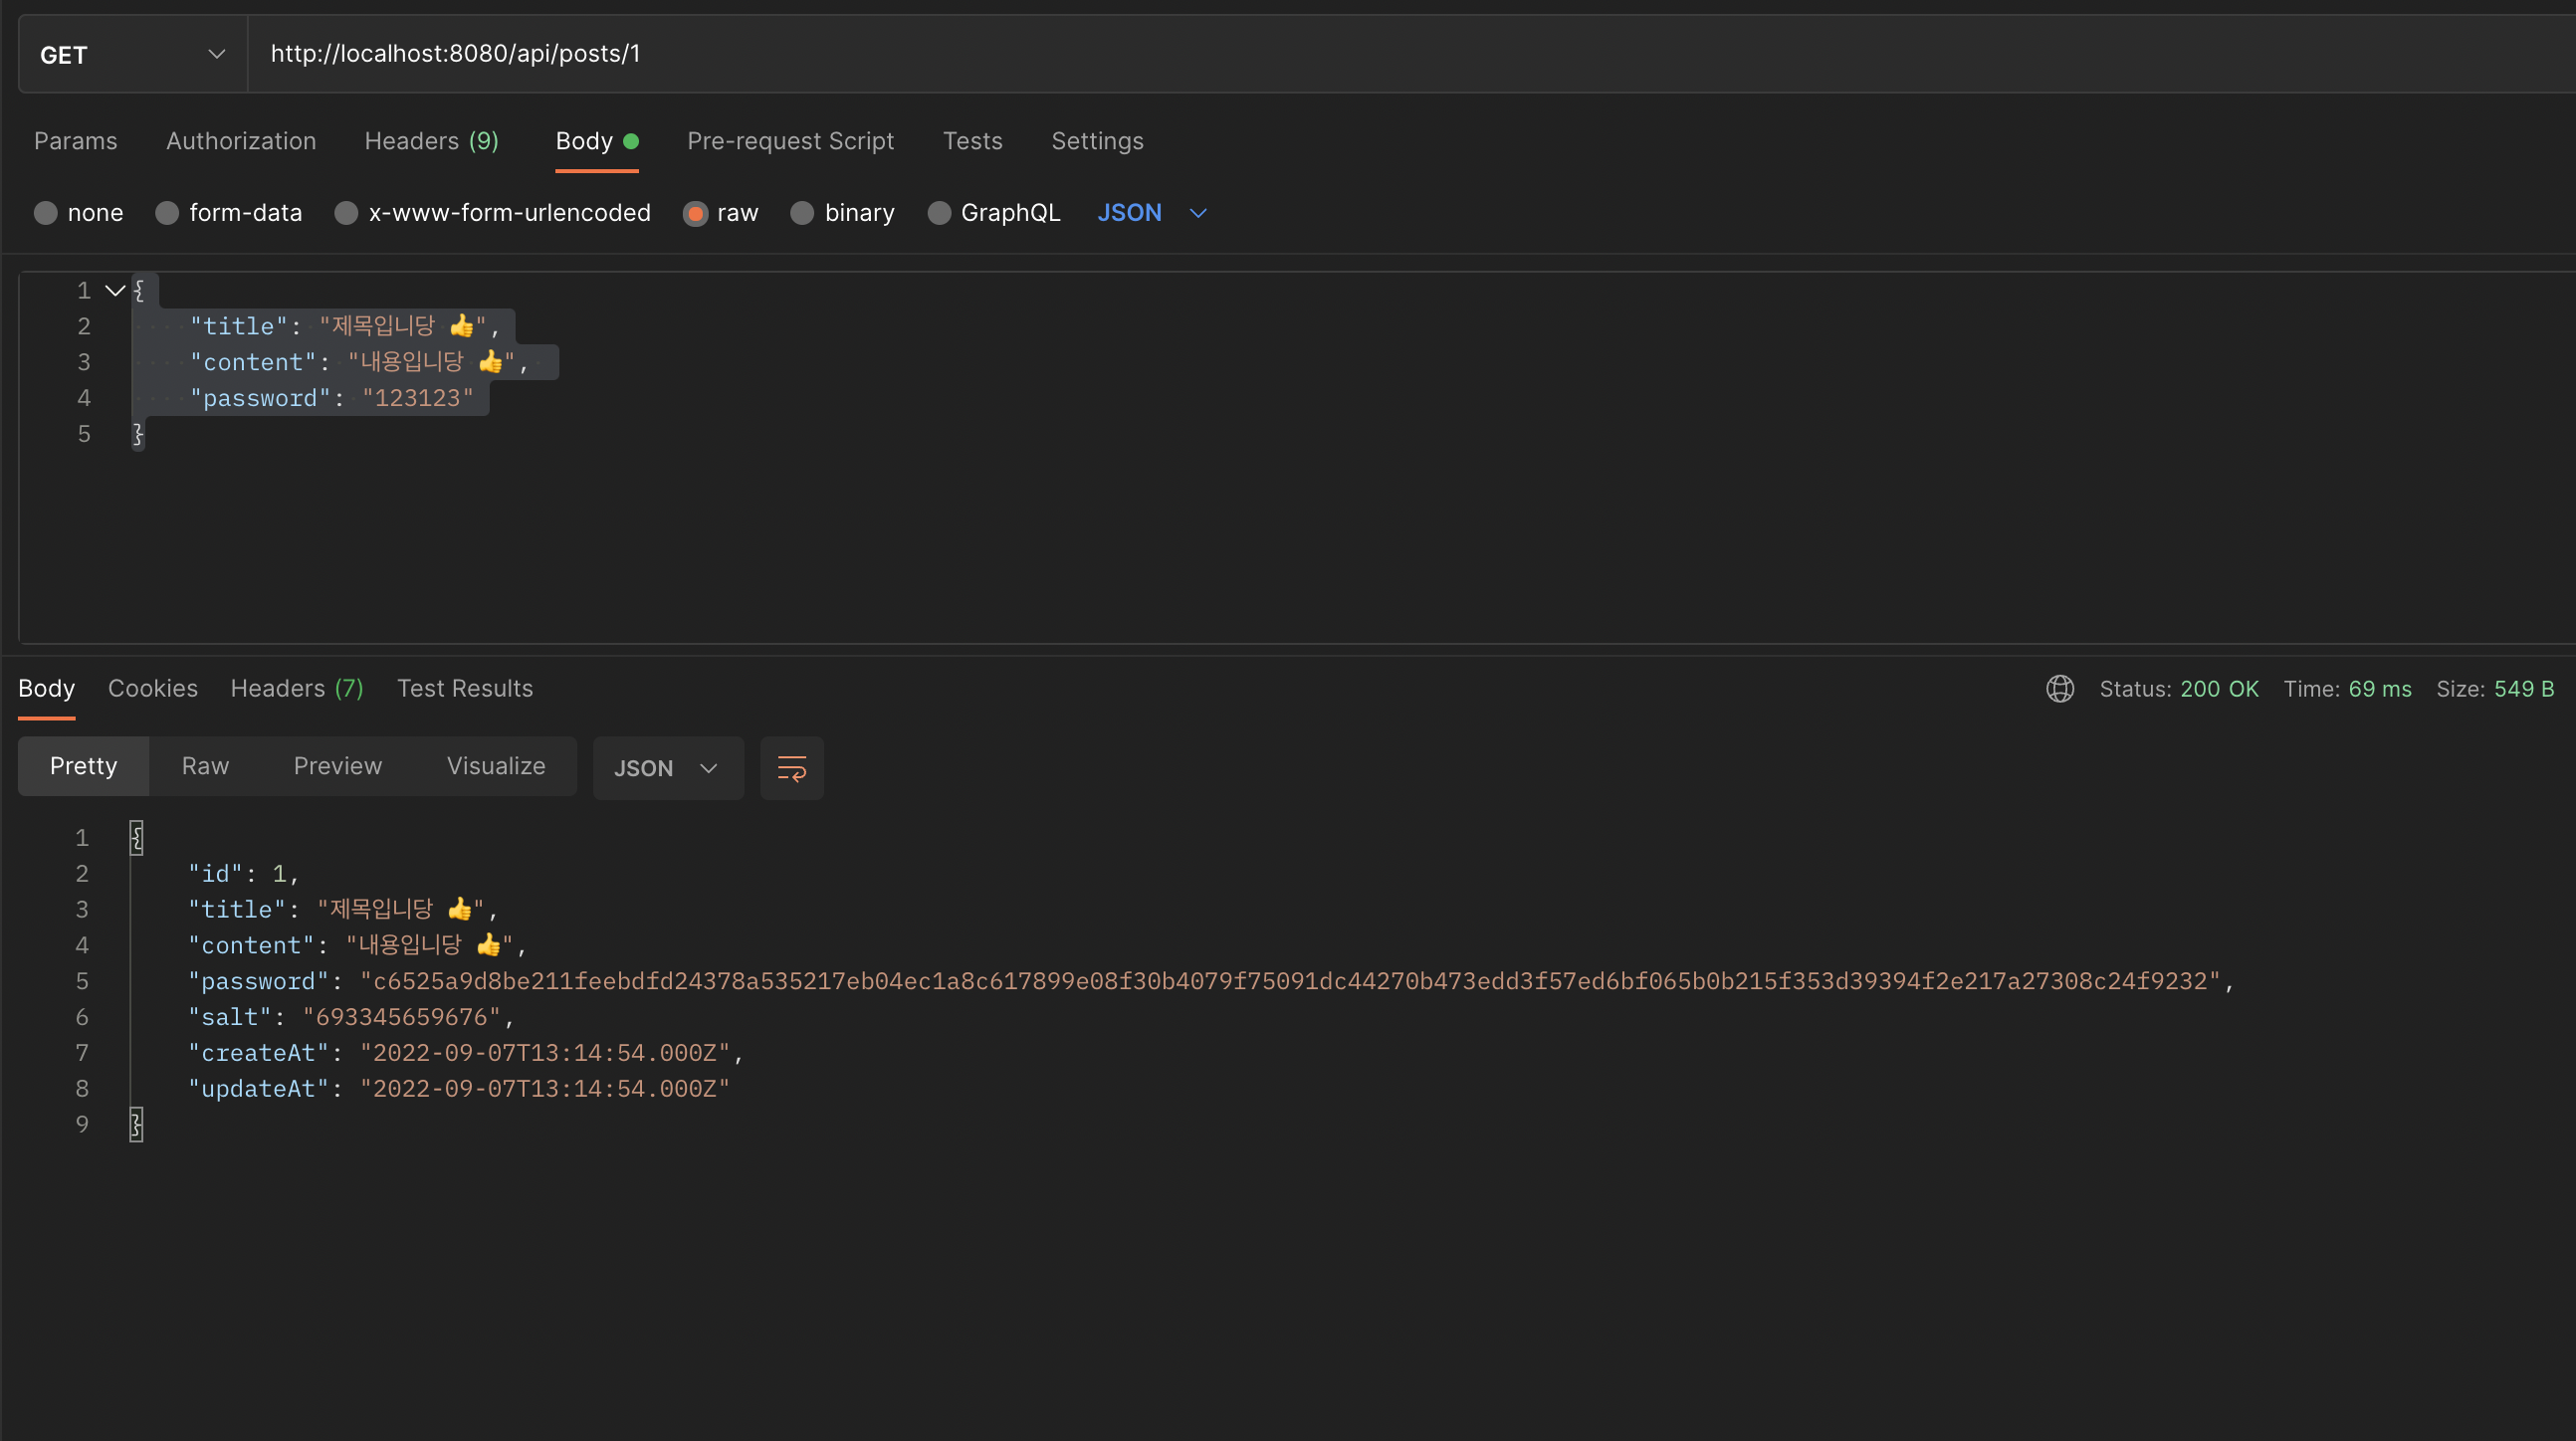 GET http://localhost:8080/api/posts/1
Params Authorization Headers (9) Body Pre-request Script Tests Settings
none form-data x-www-form-urlencoded raw binary GraphQL JSON
1 {
2 "title": "제목입니당 👍",
3 "content": "내용입니당 👍",
4 "password": "123123"
5 }
Body Cookies Headers (7) Test Results Status: 200 OK Time: 69 ms Size: 549 B
Pretty Raw Preview Visualize JSON
1 {
2 "id": 1,
3 "title": "제목입니당 👍",
4 "content": "내용입니당 👍",
5 "password": "c6525a9d8be211feebdfd24378a535217eb04ec1a8c617899e08f30b4079f75091dc44270b473edd3f57ed6bf065b0b215f353d39394f2e217a27308c24f9232",
6 "salt": "693345659676",
7 "createAt": "2022-09-07T13:14:54.000Z",
8 "updateAt": "2022-09-07T13:14:54.000Z"
9 }